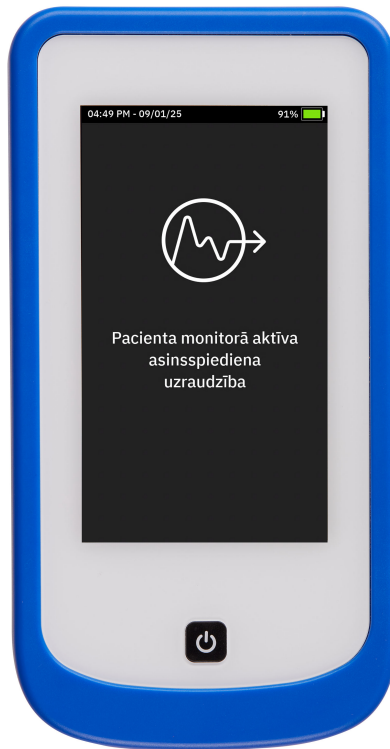 04:49 PM - 09/01/25 91%
Pacienta monitorā aktīva
asinsspiediena
uzraudzība